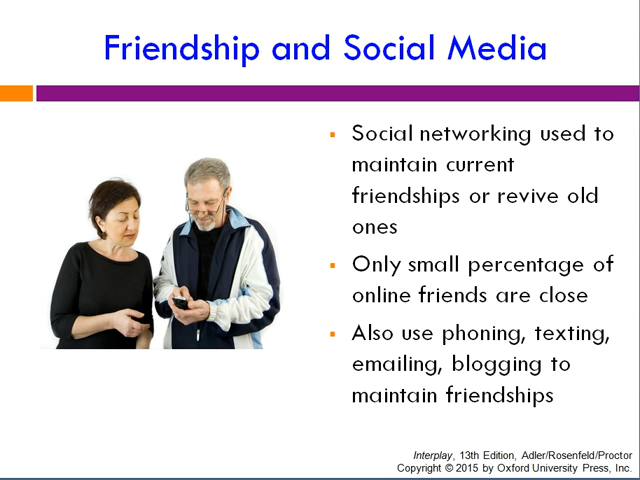 Friendship and Social Media
▪ Social networking used to
maintain current
friendships or revive old
ones
▪ Only small percentage of
online friends are close
▪ Also use phoning, texting,
emailing, blogging to
maintain friendships
Interplay, 13th Edition, Adler/Rosenfeld/Proctor
Copyright © 2015 by Oxford University Press, Inc.